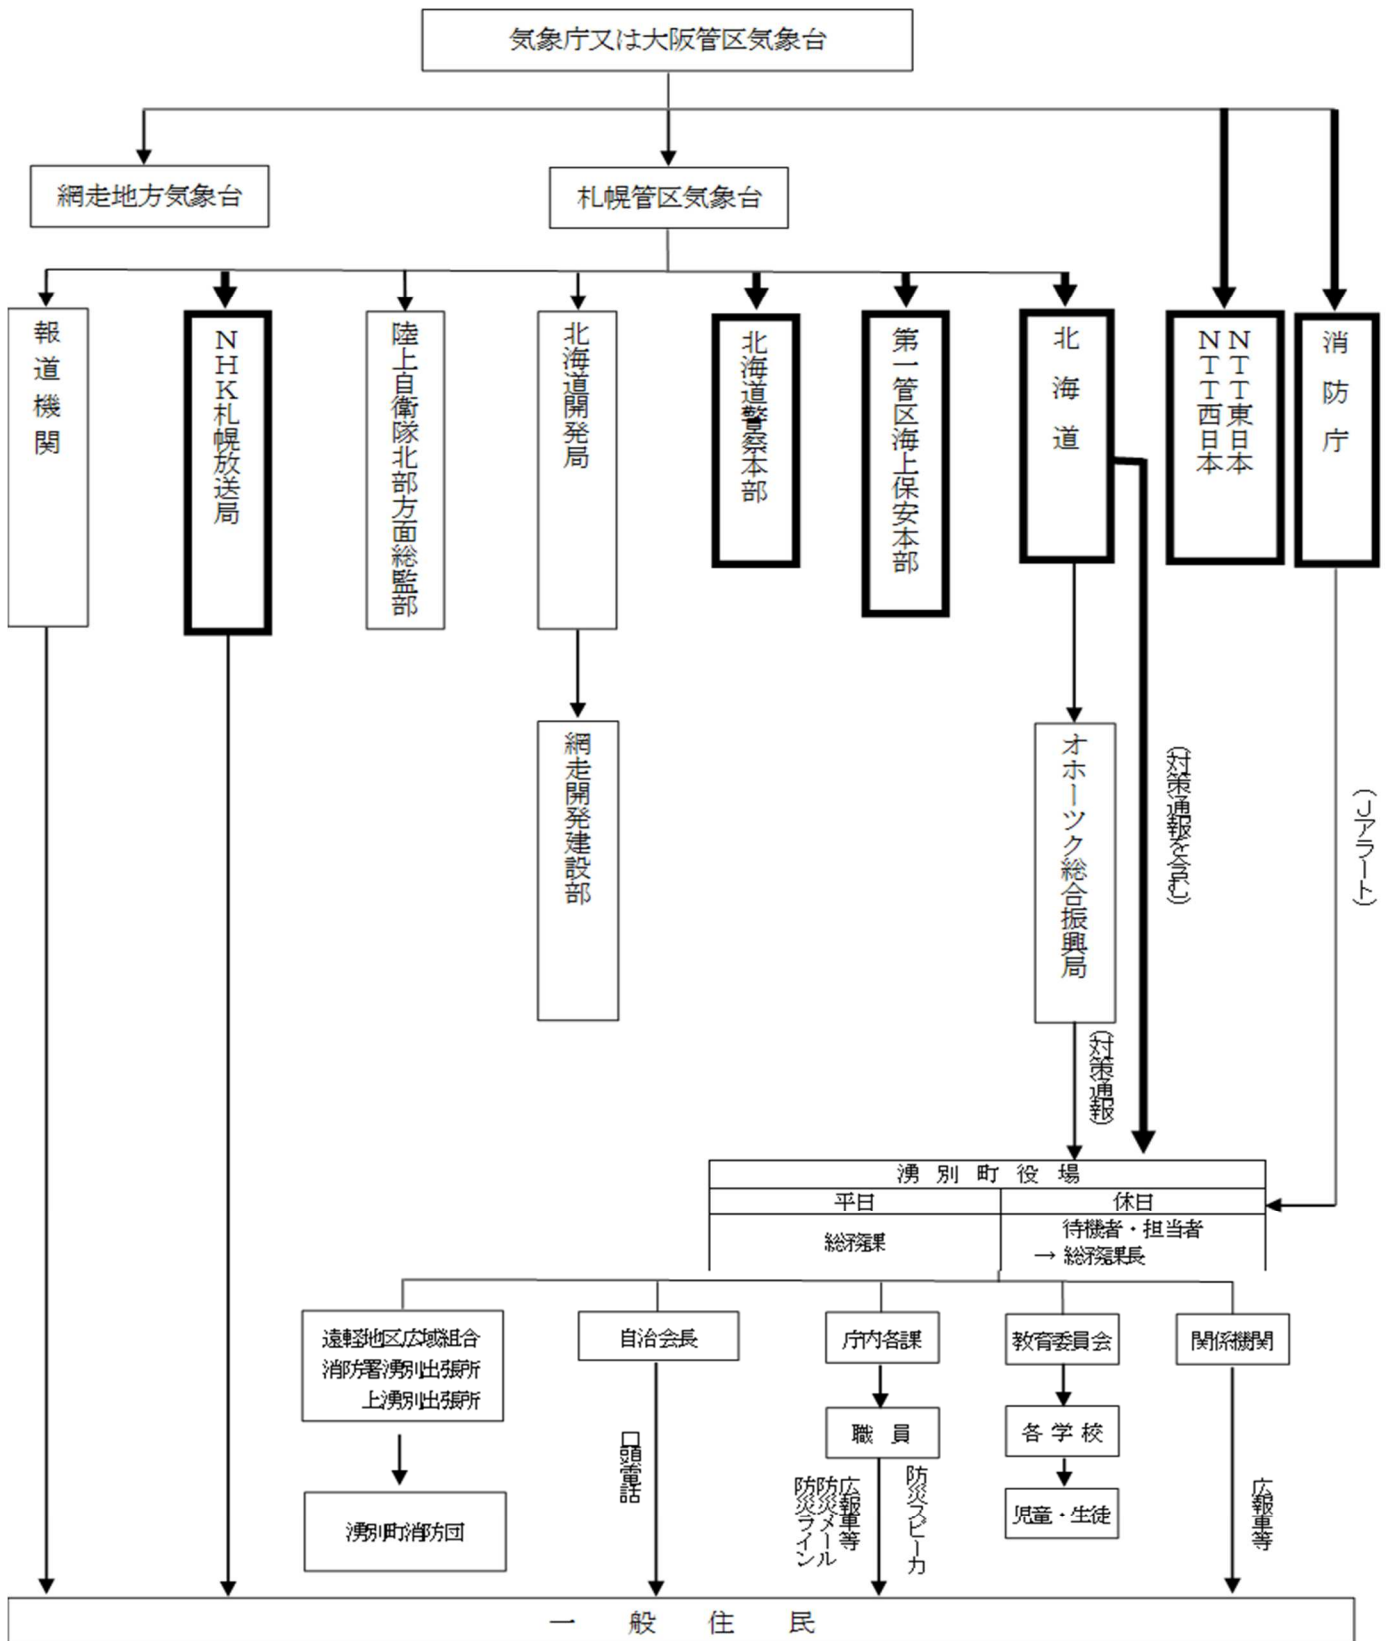 気象庁又は大阪管区気象台
網走地方気象台
札幌管区気象台
報道機関
NHK札幌放送局
陸上自衛隊北部方面総監部
北海道開発局
北海道警察本部
第一管区海上保安本部
北海道
NTT東日本
NTT西日本
消防庁
網走開発建設部
オホーツク総合振興局
(対策通報を含む)
(Jアラート)
(対策通報)
湧別町役場
平日
休日
総務課
待機者・担当者
→ 総務課長
遠軽地区広域組合
消防署湧別出張所
上湧別出張所
自治会長
庁内各課
教育委員会
関係機関
職員
各学校
口頭電話
防災スピーカ
広報車等
防災メール
防災ライン
広報車等
湧別町消防団
児童・生徒
一般住民